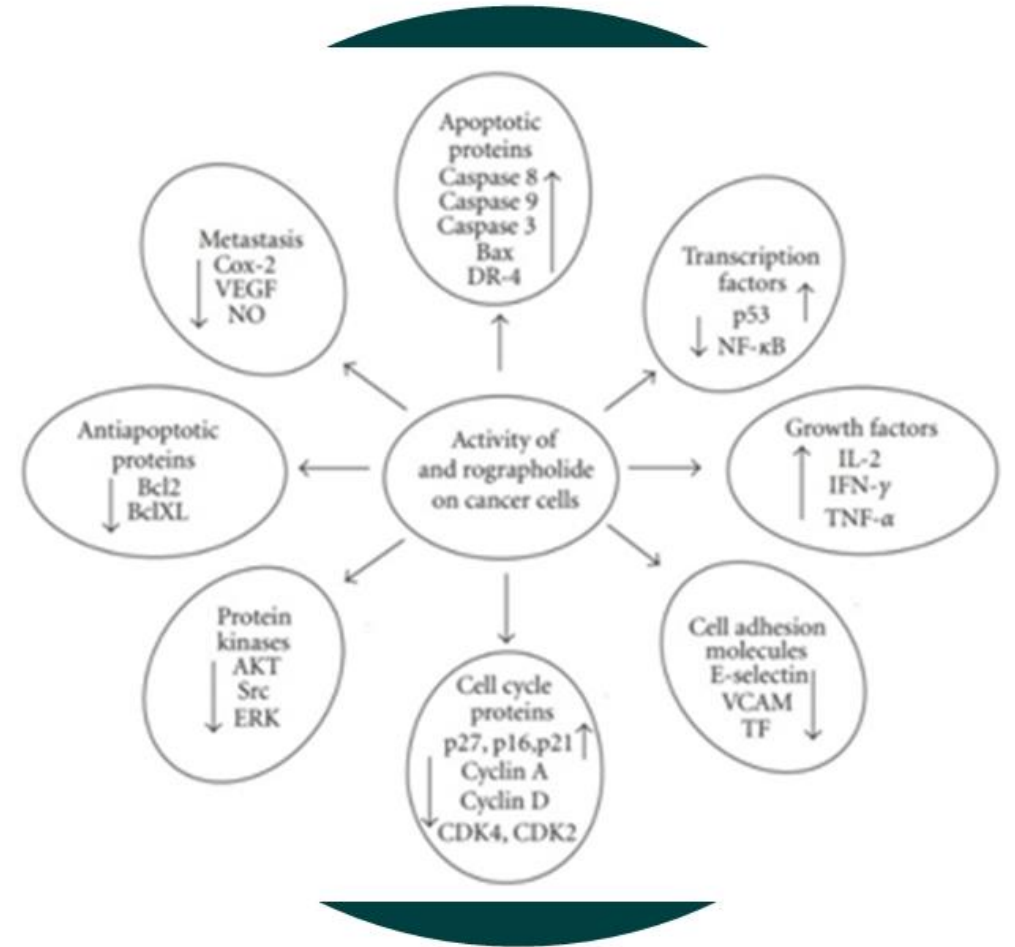 Apoptotic
proteins
Caspase 8
Caspase 9
Caspase 3
Bax
DR-4
Metastasis
Cox-2
VEGF
NO
Transcription
factors
p53
NF-κB
Antiapoptotic
proteins
Bcl2
BclXL
Activity of
and rographolide
on cancer cells
Growth factors
IL-2
IFN-γ
TNF-α
Protein
kinases
AKT
Src
ERK
Cell cycle
proteins
p27, p16,p21
Cyclin A
Cyclin D
CDK4, CDK2
Cell adhesion
molecules
E-selectin
VCAM
TF